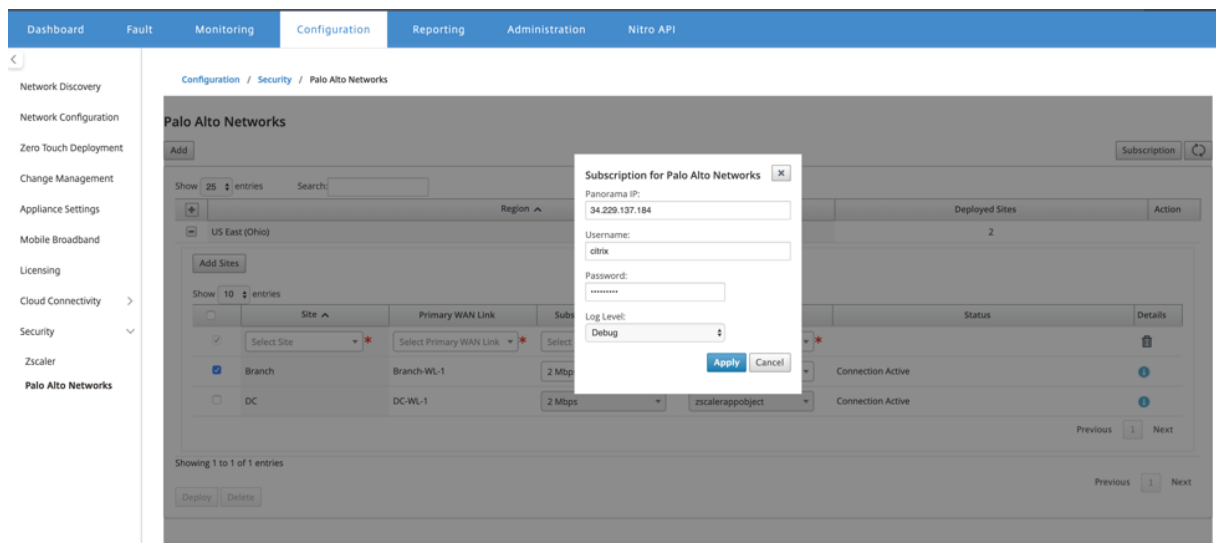 Dashboard Fault Monitoring Configuration Reporting Administration Nitro API
Network Discovery
Network Configuration
Zero Touch Deployment
Change Management
Appliance Settings
Mobile Broadband
Licensing
Cloud Connectivity
Security
Zscaler
Palo Alto Networks
Configuration / Security / Palo Alto Networks
Palo Alto Networks
Add Subscription
Show 25 entries Search:
Region Deployed Sites Action
US East (Ohio) 2
Add Sites
Show 10 entries
Site Primary WAN Link Subs Status Details
Select Site * Select Primary WAN Link * Select *
Branch Branch-WL-1 2 Mbp Connection Active
DC DC-WL-1 2 Mbps zscalerappobject Connection Active
Previous 1 Next
Showing 1 to 1 of 1 entries
Previous 1 Next
Deploy Delete
Subscription for Palo Alto Networks x
Panorama IP:
34.229.137.184
Username:
citrix
Password:
•••••••••
Log Level:
Debug
Apply Cancel